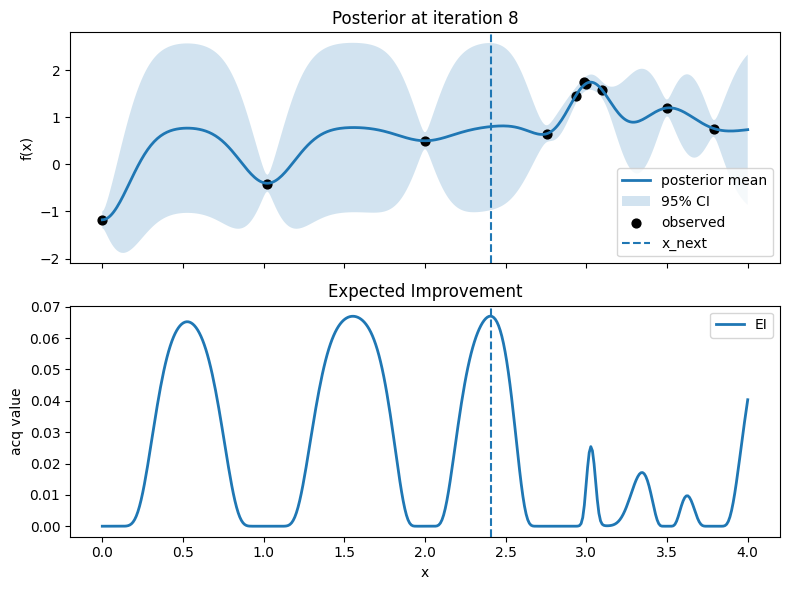 Posterior at iteration 8
f(x)
2
1
0
−1
−2
posterior mean
95% CI
observed
x_next
Expected Improvement
acq value
0.07
0.06
0.05
0.04
0.03
0.02
0.01
0.00
EI
0.0 0.5 1.0 1.5 2.0 2.5 3.0 3.5 4.0
x